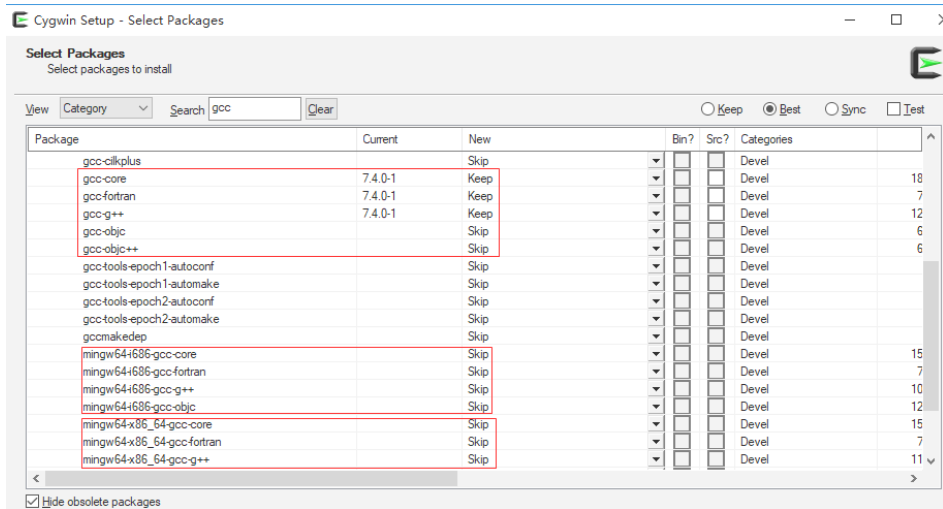 Cygwin Setup - Select Packages
Select Packages
Select packages to install
View Category Search gcc Clear Keep Best Sync Test
Package Current New Bin? Src? Categories
gcc-cilkplus Skip Devel
gcc-core 7.4.0-1 Keep Devel 18
gcc-fortran 7.4.0-1 Keep Devel 7
gcc-g++ 7.4.0-1 Keep Devel 12
gcc-objc Skip Devel 6
gcc-objc++ Skip Devel 6
gcc-tools-epoch1-autoconf Skip Devel
gcc-tools-epoch1-automake Skip Devel
gcc-tools-epoch2-autoconf Skip Devel
gcc-tools-epoch2-automake Skip Devel
gccmakedep Skip Devel
mingw64-i686-gcc-core Skip Devel 15
mingw64-i686-gcc-fortran Skip Devel 7
mingw64-i686-gcc-g++ Skip Devel 10
mingw64-i686-gcc-objc Skip Devel 12
mingw64-x86_64-gcc-core Skip Devel 15
mingw64-x86_64-gcc-fortran Skip Devel 7
mingw64-x86_64-gcc-g++ Skip Devel 11
Hide obsolete packages